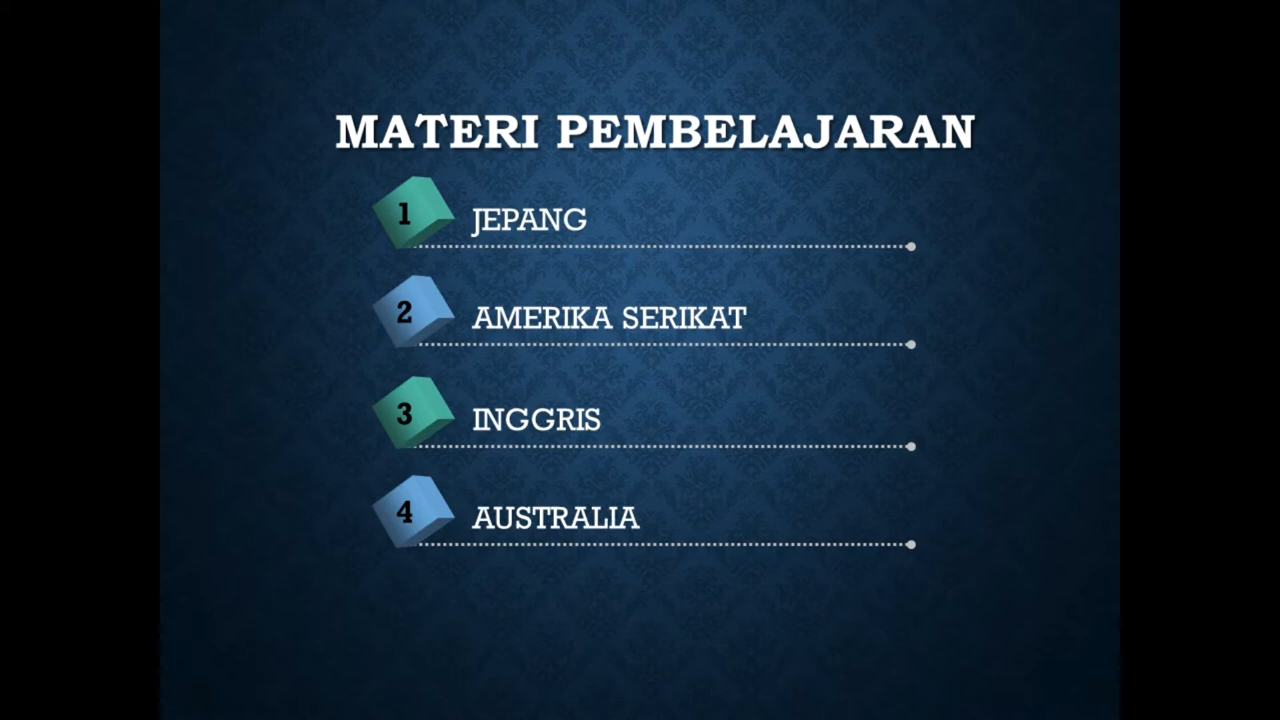 MATERI PEMBELAJARAN
1 JEPANG
2 AMERIKA SERIKAT
3 INGGRIS
4 AUSTRALIA